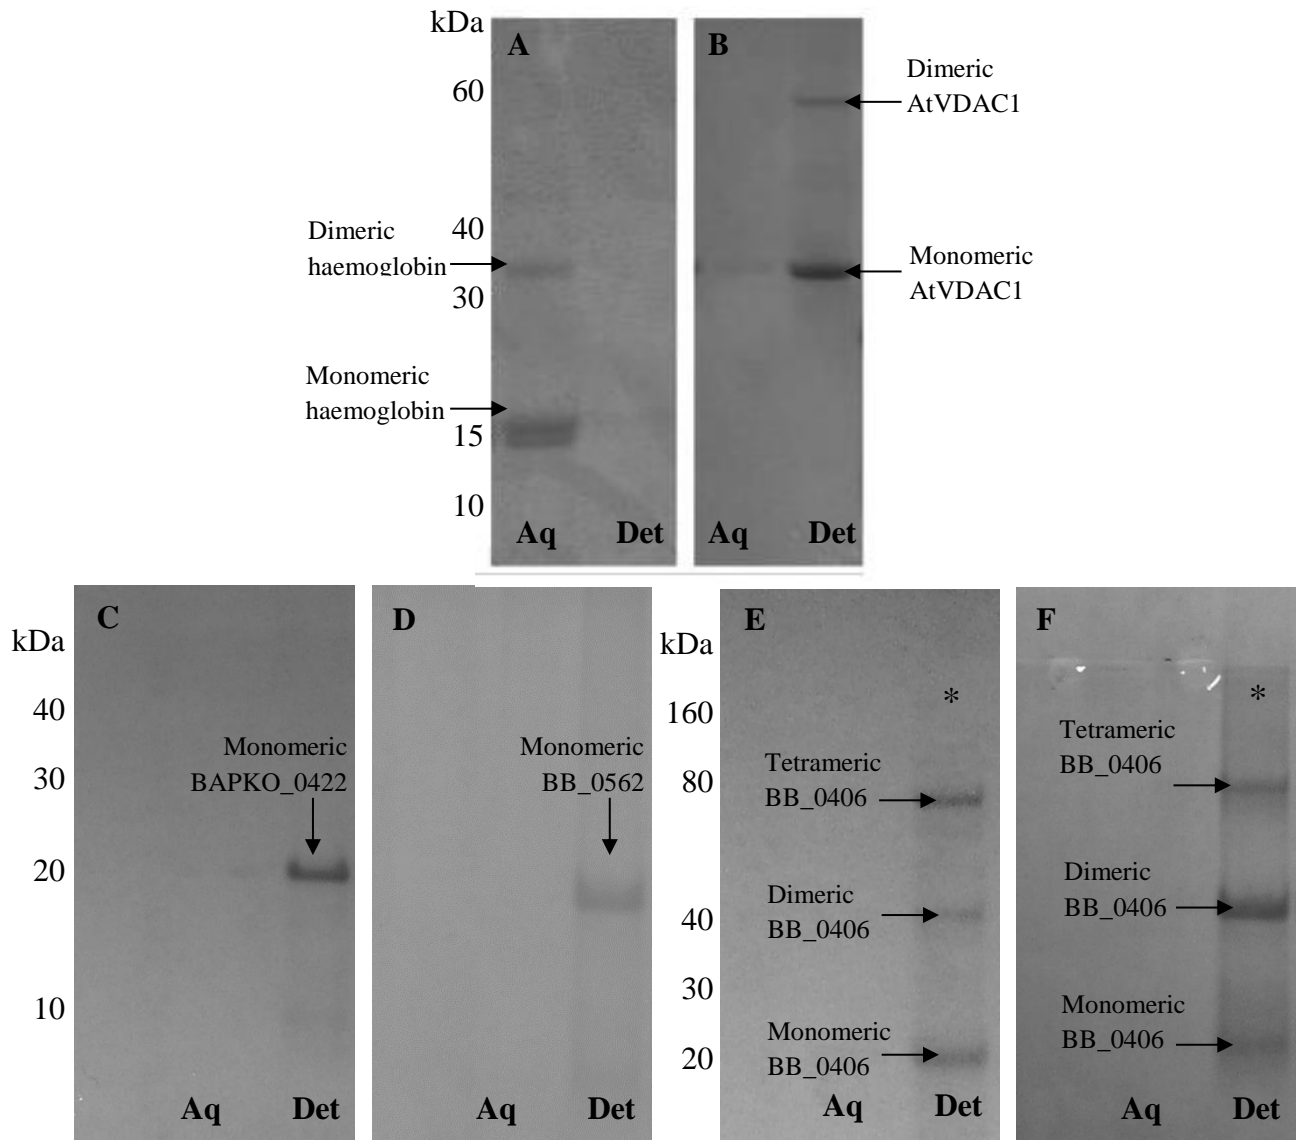 kDa
A
B
60
Dimeric
AtVDAC1
40
Dimeric
haemoglobin
Monomeric
AtVDAC1
30
Monomeric
haemoglobin
15
10
Aq
Det
Aq
Det
C
D
E
F
kDa
40
30
20
10
Monomeric
BAPKO_0422
Monomeric
BB_0562
Aq
Det
Aq
Det
kDa
160
80
40
30
20
*
Tetrameric
BB_0406
Dimeric
BB_0406
Monomeric
BB_0406
Aq
Det
*
Tetrameric
BB_0406
Dimeric
BB_0406
Monomeric
BB_0406
Aq
Det